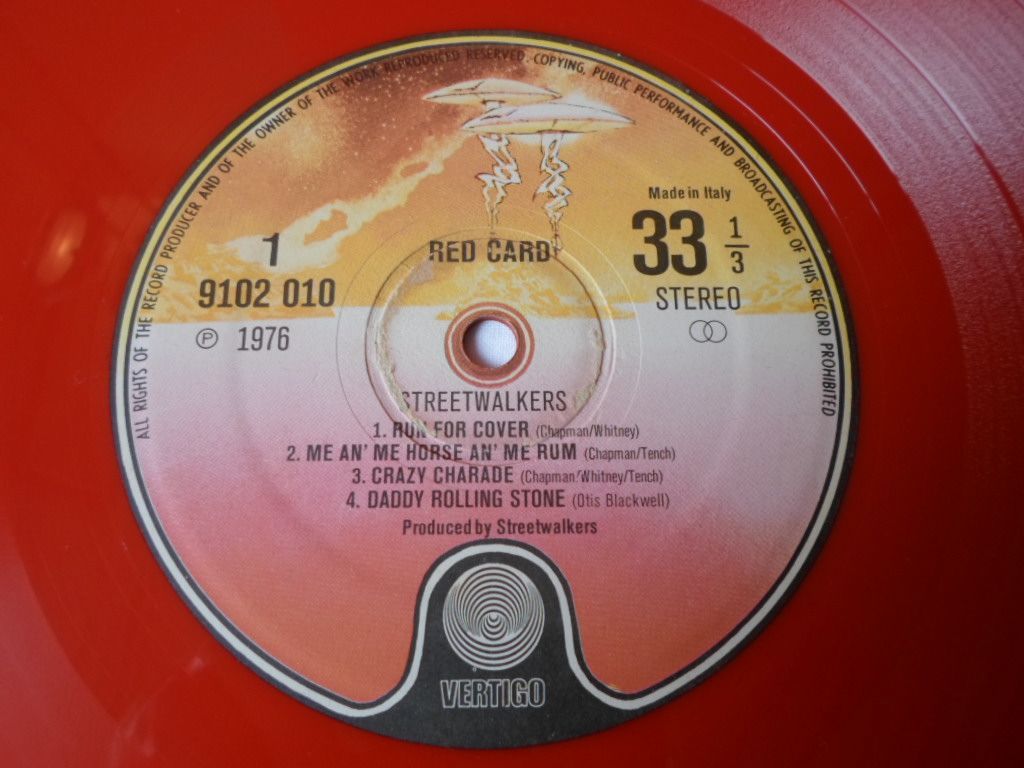 ALL RIGHTS OF THE RECORD PRODUCER AND OF THE OWNER OF THE WORK REPRODUCED RESERVED. COPYING, PUBLIC PERFORMANCE AND BROADCASTING OF THIS RECORD PROHIBITED
Made in Italy
1
RED CARD
33 1/3
9102 010
STEREO
℗ 1976
STREETWALKERS
1. RUN FOR COVER (Chapman/Whitney)
2. ME AN' ME HORSE AN' ME RUM (Chapman/Tench)
3. CRAZY CHARADE (Chapman/Whitney/Tench)
4. DADDY ROLLING STONE (Otis Blackwell)
Produced by Streetwalkers
VERTIGO